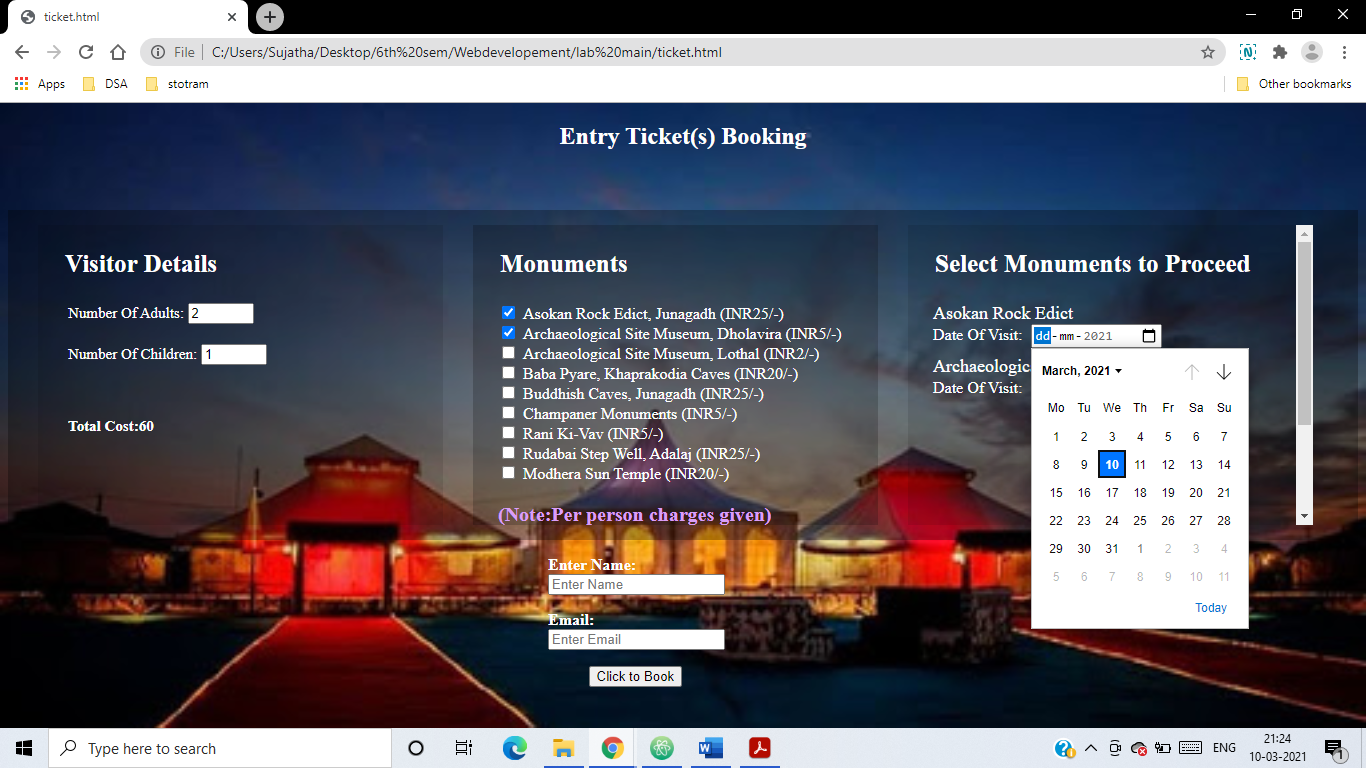 ticket.html
File
C:/Users/Sujatha/Desktop/6th%20sem/Webdevelopement/lab%20main/ticket.html
Apps DSA stotram Other bookmarks
Entry Ticket(s) Booking
Visitor Details
Number Of Adults: 2
Number Of Children: 1
Total Cost:60
Monuments
Asokan Rock Edict, Junagadh (INR25/-)
Archaeological Site Museum, Dholavira (INR5/-)
Archaeological Site Museum, Lothal (INR2/-)
Baba Pyare, Khaprakodia Caves (INR20/-)
Buddhish Caves, Junagadh (INR25/-)
Champaner Monuments (INR5/-)
Rani Ki-Vav (INR5/-)
Rudabai Step Well, Adalaj (INR25/-)
Modhera Sun Temple (INR20/-)
(Note:Per person charges given)
Select Monuments to Proceed
Asokan Rock Edict
Date Of Visit: dd-mm-2021
Archaeologic
Date Of Visit:
March, 2021
Mo Tu We Th Fr Sa Su
1 2 3 4 5 6 7
8 9 10 11 12 13 14
15 16 17 18 19 20 21
22 23 24 25 26 27 28
29 30 31 1 2 3 4
5 6 7 8 9 10 11
Today
Enter Name:
Enter Name
Email:
Enter Email
Click to Book
Type here to search
ENG
21:24
10-03-2021
1